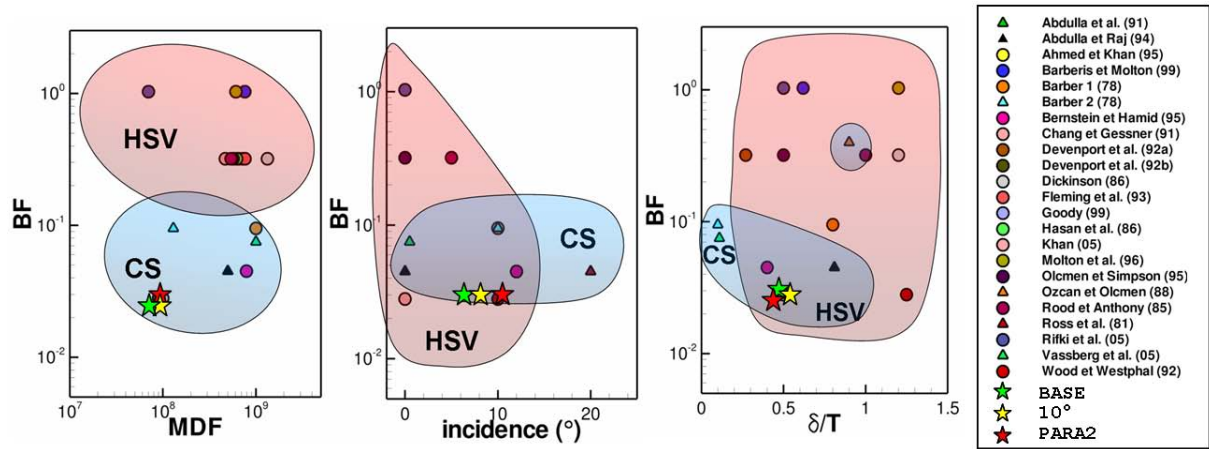 10⁰
10⁻¹
10⁻²
BF
HSV
CS
10⁷
10⁸
10⁹
MDF
10⁰
10⁻¹
10⁻²
BF
CS
HSV
0
10
20
incidence (°)
10⁰
10⁻¹
10⁻²
BF
CS
HSV
0
0.5
1
1.5
δ/T
Abdulla et al. (91)
Abdulla et Raj (94)
Ahmed et Khan (95)
Barberis et Molton (99)
Barber 1 (78)
Barber 2 (78)
Bernstein et Hamid (95)
Chang et Gessner (91)
Devenport et al. (92a)
Devenport et al. (92b)
Dickinson (86)
Fleming et al. (93)
Goody (99)
Hasan et al. (86)
Khan (05)
Molton et al. (96)
Olcmen et Simpson (95)
Ozcan et Olcmen (88)
Rood et Anthony (85)
Ross et al. (81)
Rifki et al. (05)
Vassberg et al. (05)
Wood et Westphal (92)
BASE
10°
PARA2